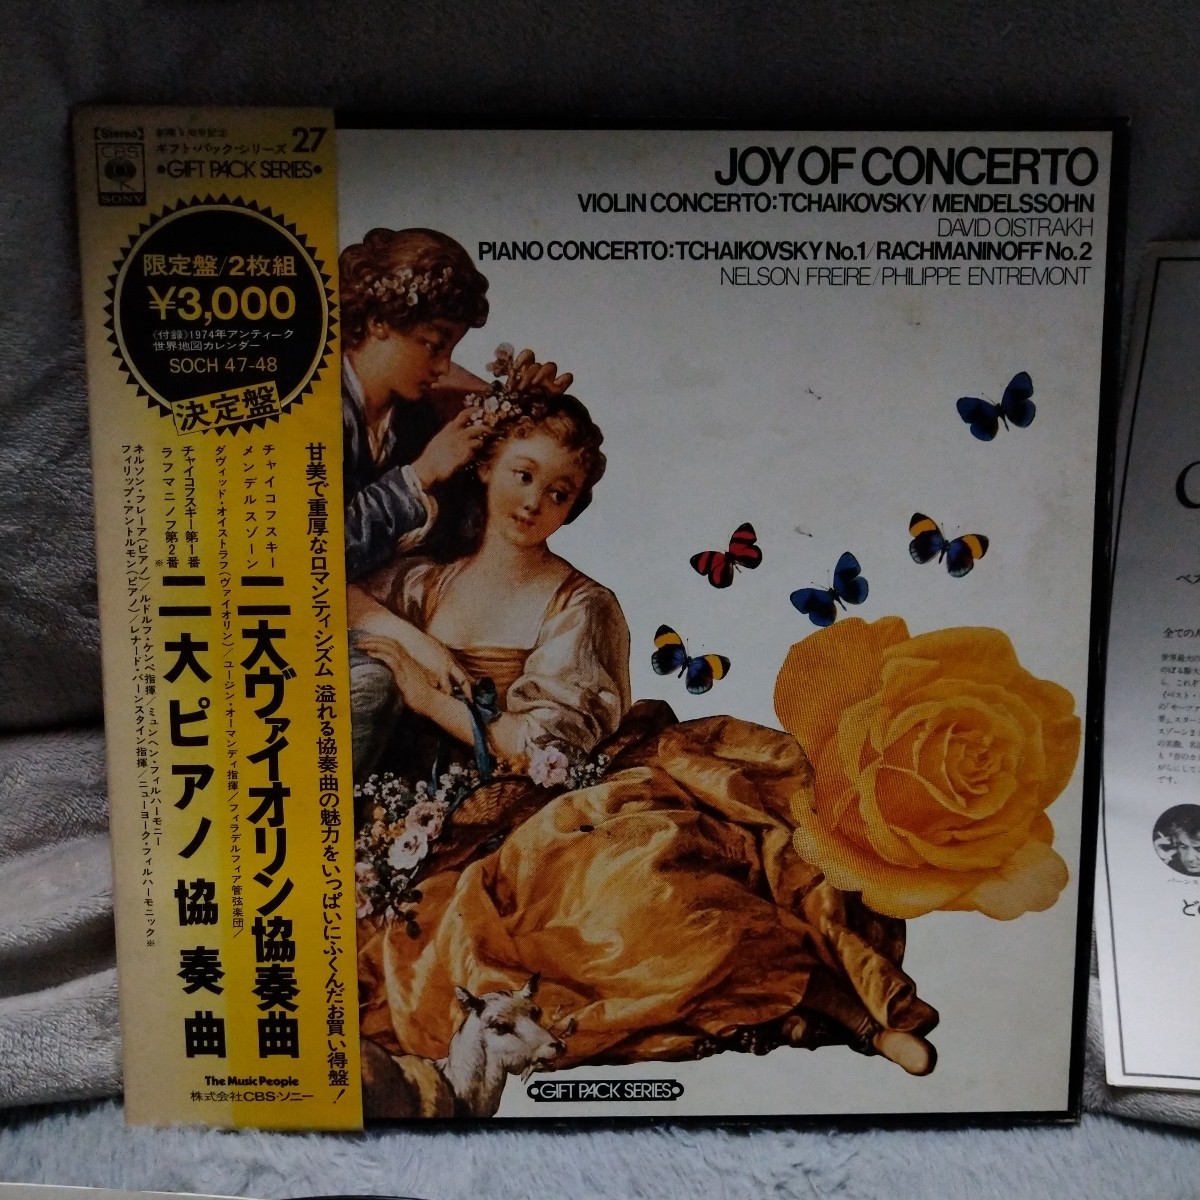 【Stereo】
CBS
SONY
創業5周年記念
ギフト・パック・シリーズ 27
•GIFT PACK SERIES•
限定盤/2枚組
¥3,000
《付録》1974年アンティーク
世界地図カレンダー
SOCH 47-48
決定盤
甘美で重厚なロマンティシズム 溢れる協奏曲の魅力をいっぱいにふくんだお買い得盤!
チャイコフスキー
メンデルスゾーン
二大ヴァイオリン協奏曲
ダヴィッド・オイストラフ(ヴァイオリン)/ユージン・オーマンディ指揮/フィラデルフィア管弦楽団/
チャイコフスキー第1番
ラフマニノフ第2番※
二大ピアノ協奏曲
ネルソン・フレーア(ピアノ)/ルドルフ・ケンペ指揮/ミュンヘン・フィルハーモニー
フィリップ・アントルモン(ピアノ)/レナード・バーンスタイン指揮/ニューヨーク・フィルハーモニック※
The Music People
株式会社CBS・ソニー
JOY OF CONCERTO
VIOLIN CONCERTO:TCHAIKOVSKY/MENDELSSOHN
DAVID OISTRAKH
PIANO CONCERTO:TCHAIKOVSKY No.1/RACHMANINOFF No.2
NELSON FREIRE/PHILIPPE ENTREMONT
•GIFT PACK SERIES•
全ての人
世界最大の
です。